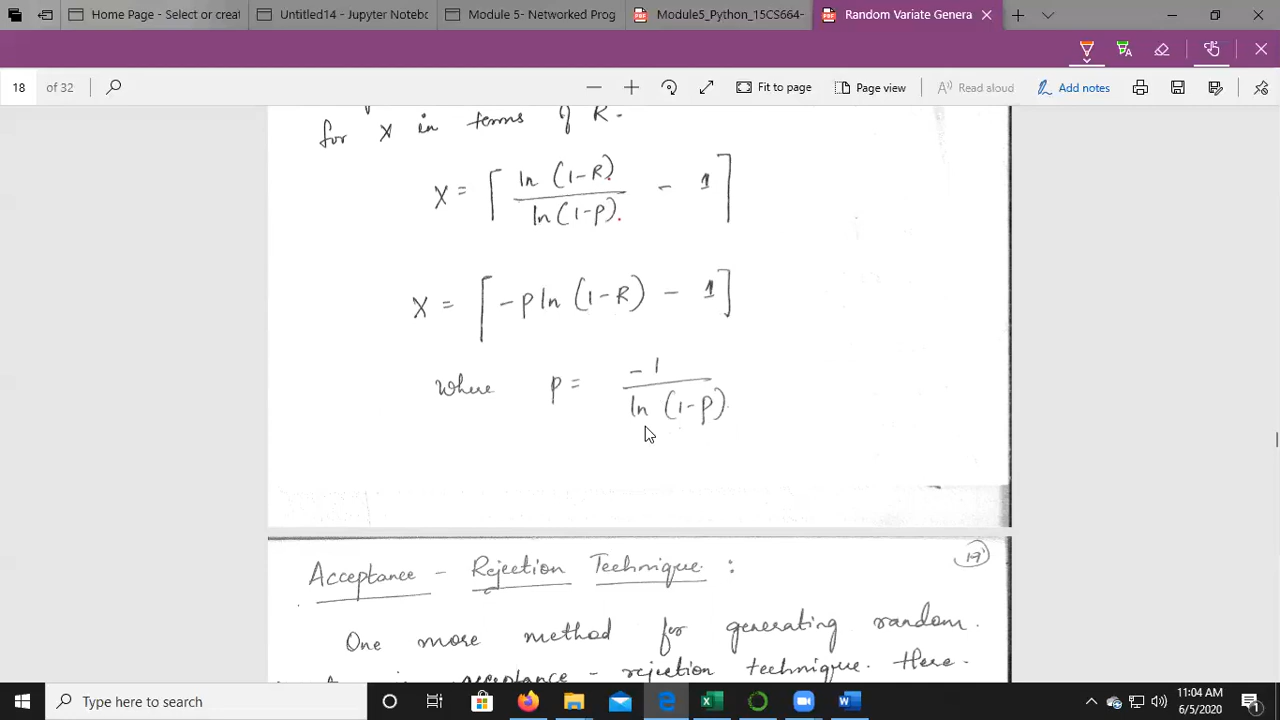 Home Page - Select or creat
Untitled14 - Jupyter Notebo
Module 5- Networked Prog
Module5_Python_15CS664-
Random Variate Genera
18 of 32
Fit to page
Page view
Read aloud
Add notes
for X in terms of R.
X = ⌈ ln (1-R) / ln (1-p) - 1 ⌉
X = ⌈ -p ln (1-R) - 1 ⌉
where p = -1 / ln (1-p)
17
Acceptance - Rejection Technique :
One more method for generating random
acceptance - rejection technique. Here
Type here to search
11:04 AM
6/5/2020
1